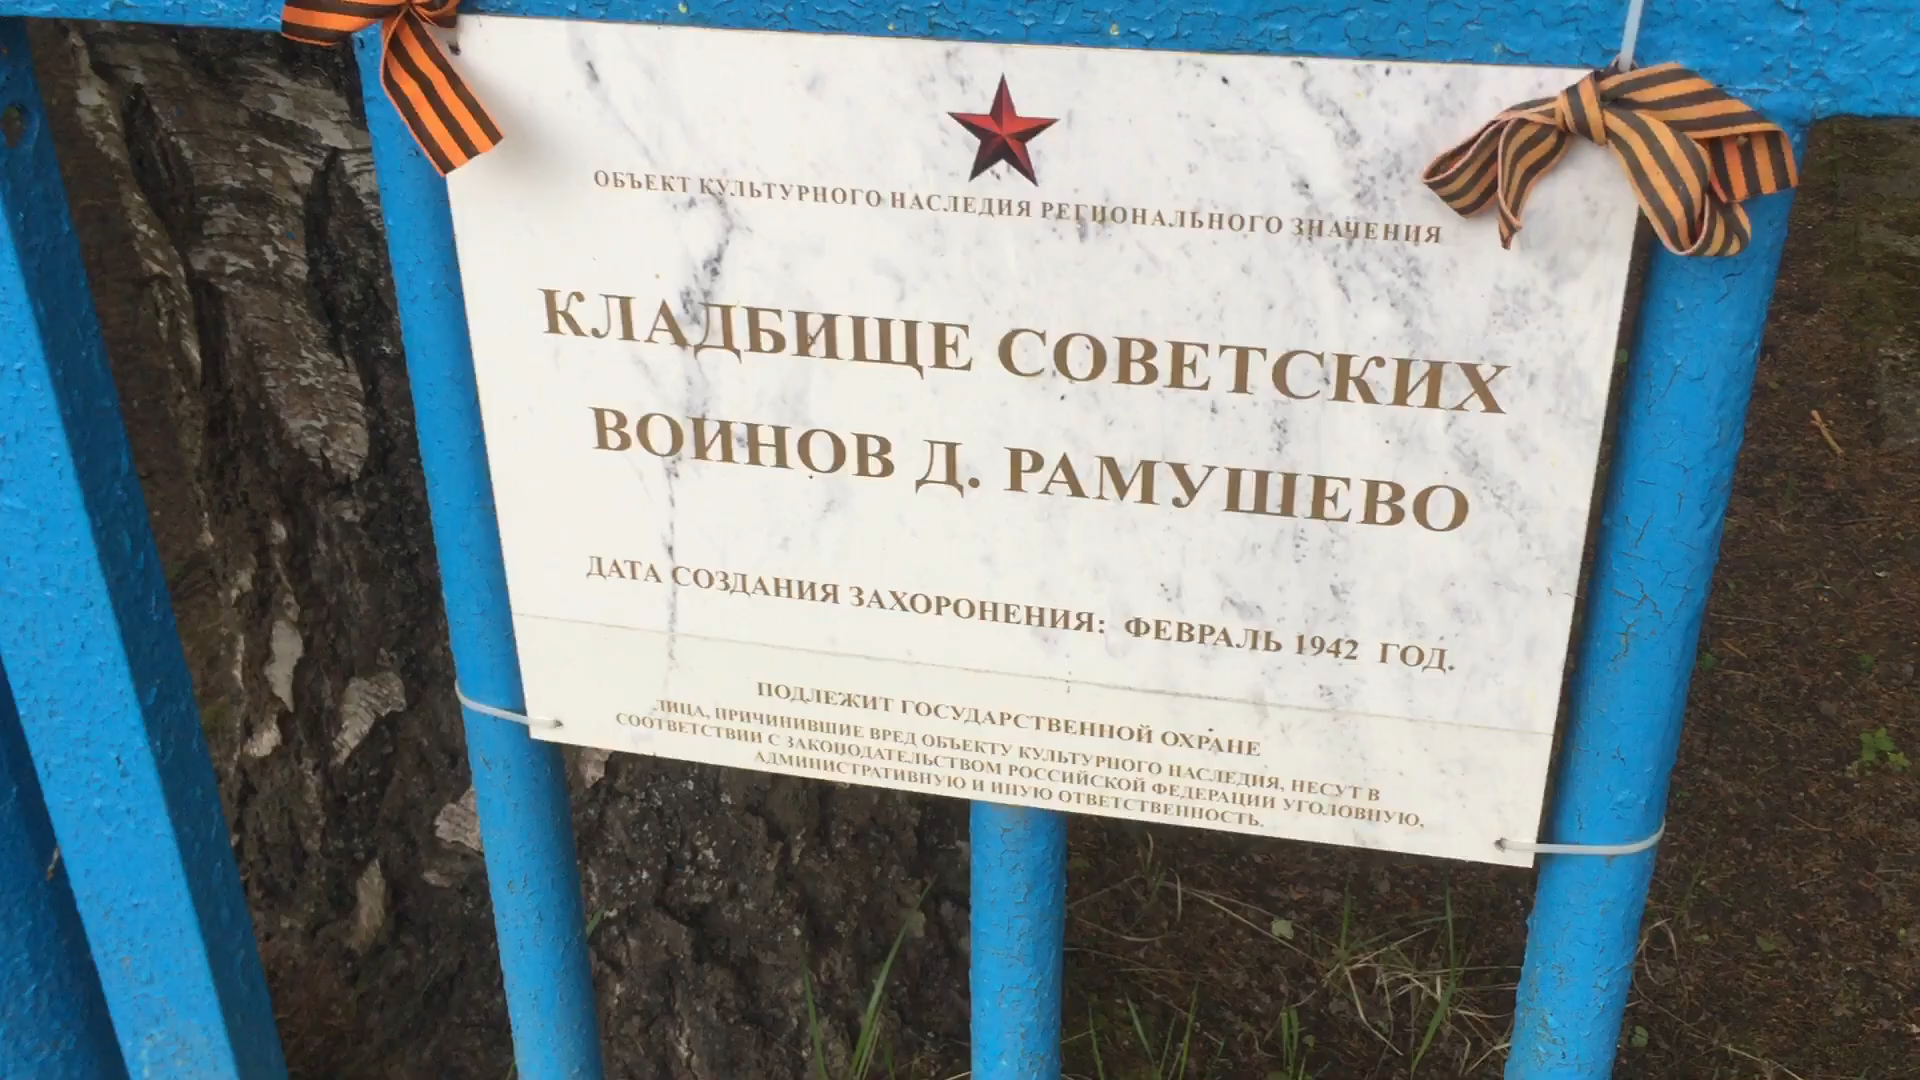 ОБЪЕКТ КУЛЬТУРНОГО НАСЛЕДИЯ РЕГИОНАЛЬНОГО ЗНАЧЕНИЯ
КЛАДБИЩЕ СОВЕТСКИХ
ВОИНОВ Д. РАМУШЕВО
ДАТА СОЗДАНИЯ ЗАХОРОНЕНИЯ: ФЕВРАЛЬ 1942 ГОД.
ПОДЛЕЖИТ ГОСУДАРСТВЕННОЙ ОХРАНЕ
ЛИЦА, ПРИЧИНИВШИЕ ВРЕД ОБЪЕКТУ КУЛЬТУРНОГО НАСЛЕДИЯ, НЕСУТ В
СООТВЕТСТВИИ С ЗАКОНОДАТЕЛЬСТВОМ РОССИЙСКОЙ ФЕДЕРАЦИИ УГОЛОВНУЮ,
АДМИНИСТРАТИВНУЮ И ИНУЮ ОТВЕТСТВЕННОСТЬ.